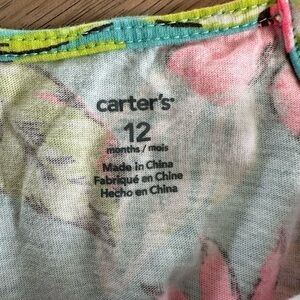 carter's
12
months / mois
Made in China
Fabriqué en Chine
Hecho en China